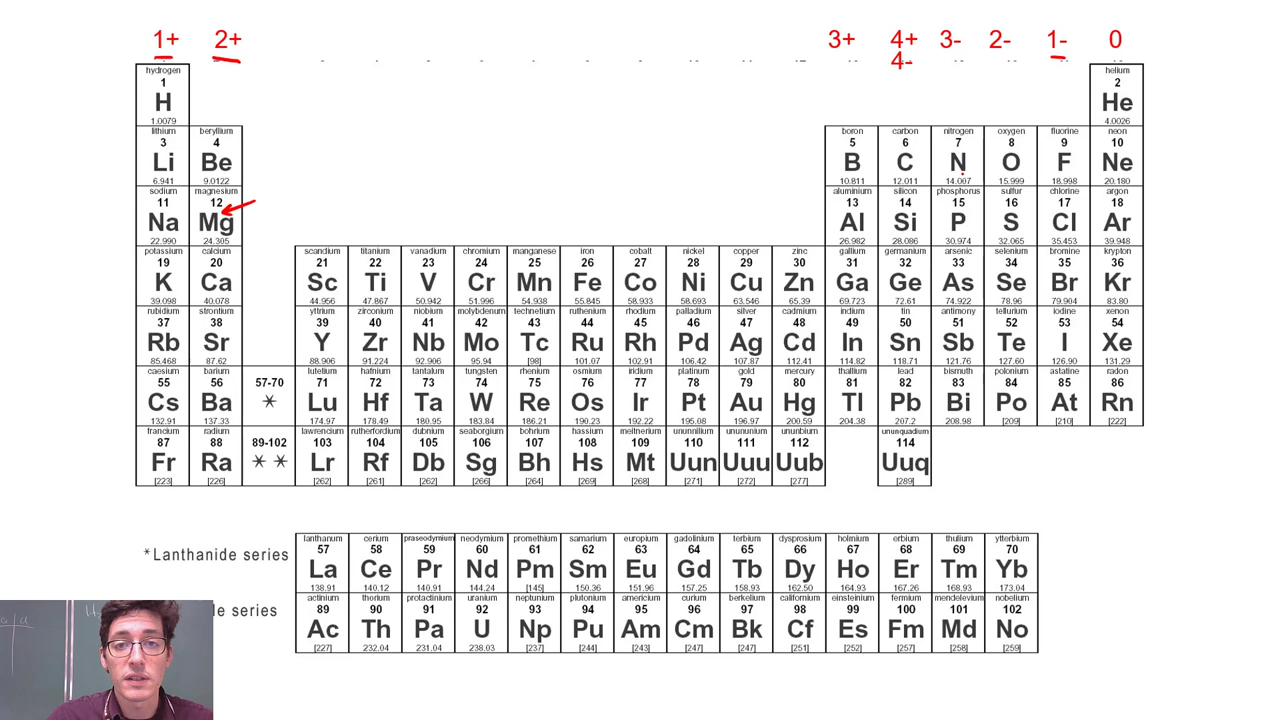 1+ 2+ 3+ 4+ 3- 2- 1- 0
4-
hydrogen helium
1 2
H He
1.0079 4.0026
lithium beryllium boron carbon nitrogen oxygen fluorine neon
3 4 5 6 7 8 9 10
Li Be B C N O F Ne
6.941 9.0122 10.811 12.011 14.007 15.999 18.998 20.180
sodium magnesium aluminium silicon phosphorus sulfur chlorine argon
11 12 13 14 15 16 17 18
Na Mg Al Si P S Cl Ar
22.990 24.305 26.982 28.086 30.974 32.065 35.453 39.948
potassium calcium scandium titanium vanadium chromium manganese iron cobalt nickel copper zinc gallium germanium arsenic selenium bromine krypton
19 20 21 22 23 24 25 26 27 28 29 30 31 32 33 34 35 36
K Ca Sc Ti V Cr Mn Fe Co Ni Cu Zn Ga Ge As Se Br Kr
39.098 40.078 44.956 47.867 50.942 51.996 54.938 55.845 58.933 58.693 63.546 65.39 69.723 72.61 74.922 78.96 79.904 83.80
rubidium strontium yttrium zirconium niobium molybdenum technetium ruthenium rhodium palladium silver cadmium indium tin antimony tellurium iodine xenon
37 38 39 40 41 42 43 44 45 46 47 48 49 50 51 52 53 54
Rb Sr Y Zr Nb Mo Tc Ru Rh Pd Ag Cd In Sn Sb Te I Xe
85.468 87.62 88.906 91.224 92.906 95.94 [98] 101.07 102.91 106.42 107.87 112.41 114.82 118.71 121.76 127.60 126.90 131.29
caesium barium lutetium hafnium tantalum tungsten rhenium osmium iridium platinum gold mercury thallium lead bismuth polonium astatine radon
55 56 57-70 71 72 73 74 75 76 77 78 79 80 81 82 83 84 85 86
Cs Ba * Lu Hf Ta W Re Os Ir Pt Au Hg Tl Pb Bi Po At Rn
132.91 137.33 174.97 178.49 180.95 183.84 186.21 190.23 192.22 195.08 196.97 200.59 204.38 207.2 208.98 [209] [210] [222]
francium radium lawrencium rutherfordium dubnium seaborgium bohrium hassium meitnerium ununnilium unununium ununbium ununquadium
87 88 89-102 103 104 105 106 107 108 109 110 111 112 114
Fr Ra * * Lr Rf Db Sg Bh Hs Mt Uun Uuu Uub Uuq
[223] [226] [262] [261] [262] [266] [264] [269] [268] [271] [272] [277] [289]
*Lanthanide series
lanthanum cerium praseodymium neodymium promethium samarium europium gadolinium terbium dysprosium holmium erbium thulium ytterbium
57 58 59 60 61 62 63 64 65 66 67 68 69 70
La Ce Pr Nd Pm Sm Eu Gd Tb Dy Ho Er Tm Yb
138.91 140.12 140.91 144.24 [145] 150.36 151.96 157.25 158.93 162.50 164.93 167.26 168.93 173.04
de series
actinium thorium protactinium uranium neptunium plutonium americium curium berkelium californium einsteinium fermium mendelevium nobelium
89 90 91 92 93 94 95 96 97 98 99 100 101 102
Ac Th Pa U Np Pu Am Cm Bk Cf Es Fm Md No
[227] 232.04 231.04 238.03 [237] [244] [243] [247] [247] [251] [252] [257] [258] [259]